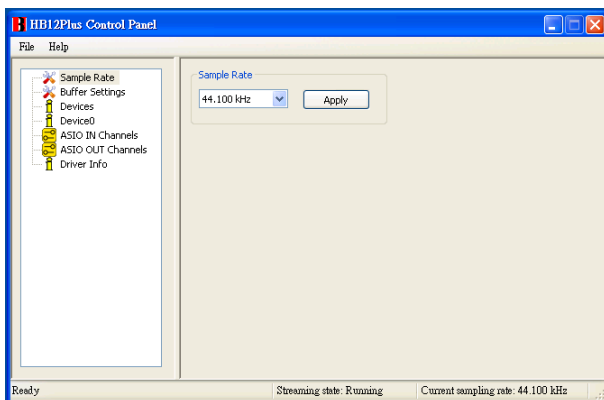 HB12Plus Control Panel
File Help
Sample Rate
Buffer Settings
Devices
Device0
ASIO IN Channels
ASIO OUT Channels
Driver Info
Sample Rate
44.100 kHz Apply
Ready Streaming state: Running Current sampling rate: 44.100 kHz